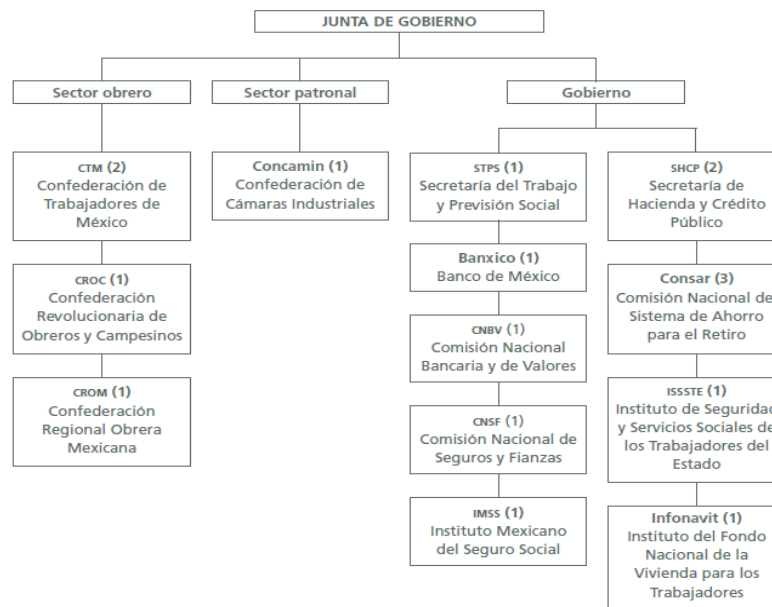 JUNTA DE GOBIERNO
Sector obrero
Sector patronal
Gobierno
CTM (2)
Confederación de
Trabajadores de
México
CROC (1)
Confederación
Revolucionaria de
Obreros y Campesinos
CROM (1)
Confederación
Regional Obrera
Mexicana
Concamin (1)
Confederación de
Cámaras Industriales
STPS (1)
Secretaría del Trabajo
y Previsión Social
Banxico (1)
Banco de México
CNBV (1)
Comisión Nacional
Bancaria y de Valores
CNSF (1)
Comisión Nacional de
Seguros y Fianzas
IMSS (1)
Instituto Mexicano
del Seguro Social
SHCP (2)
Secretaría de
Hacienda y Crédito
Público
Consar (3)
Comisión Nacional de
Sistema de Ahorro
para el Retiro
ISSSTE (1)
Instituto de Seguridad
y Servicios Sociales de
los Trabajadores del
Estado
Infonavit (1)
Instituto del Fondo
Nacional de la
Vivienda para los
Trabajadores